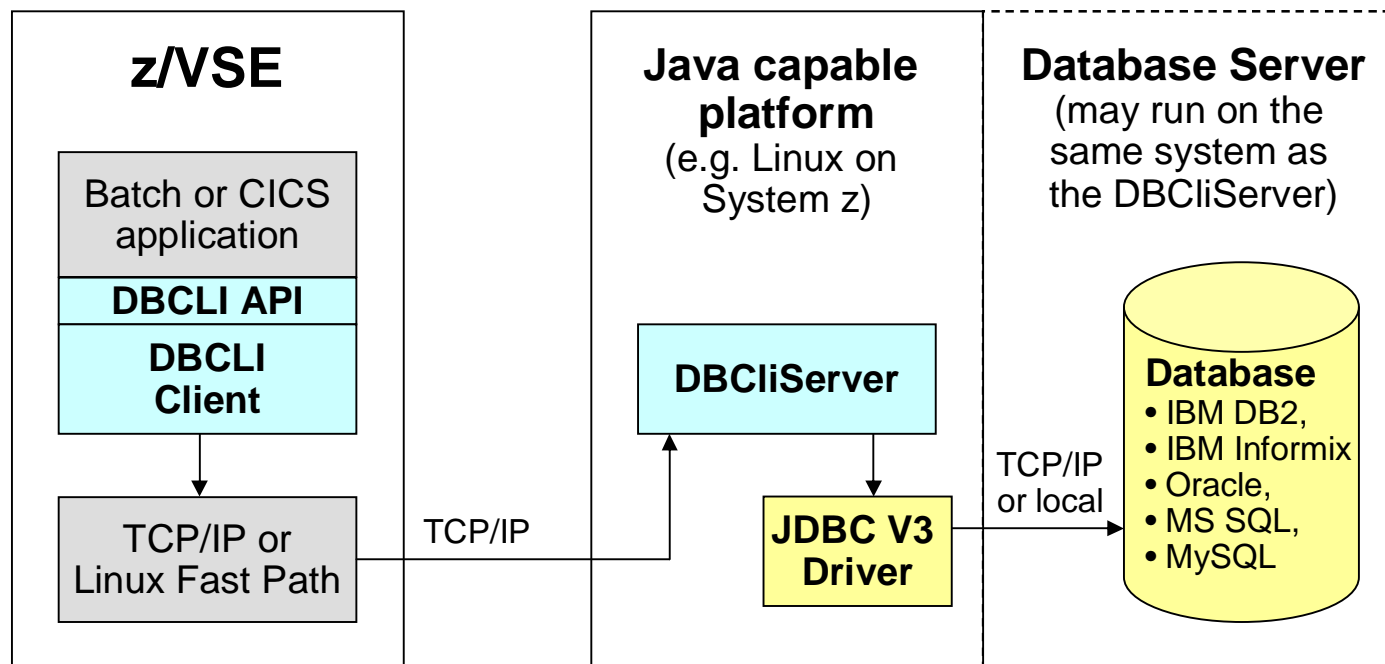 z/VSE
Batch or CICS
application
DBCLI API
DBCLI
Client
TCP/IP or
Linux Fast Path
TCP/IP
Java capable
platform
(e.g. Linux on
System z)
DBCliServer
JDBC V3
Driver
TCP/IP
or local
Database Server
(may run on the
same system as
the DBCliServer)
Database
• IBM DB2,
• IBM Informix
• Oracle,
• MS SQL,
• MySQL